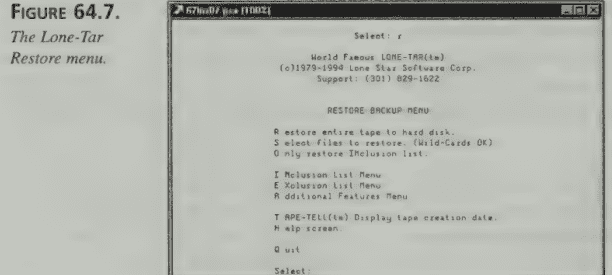 FIGURE 64.7.
The Lone-Tar
Restore menu.
Select: r
World Famous LONE-TAR(tm)
(c)1979-1994 Lone Star Software Corp.
Support: (301) 829-1622
RESTORE BACKUP MENU
R estore entire tape to hard disk.
S elect files to restore. (Wild-Cards OK)
O nly restore INclusion list.
I Nclusion List Menu
E Xclusion List Menu
A dditional Features Menu
T APE-TELL(tm) Display tape creation date.
H elp screen.
Q uit
Select: